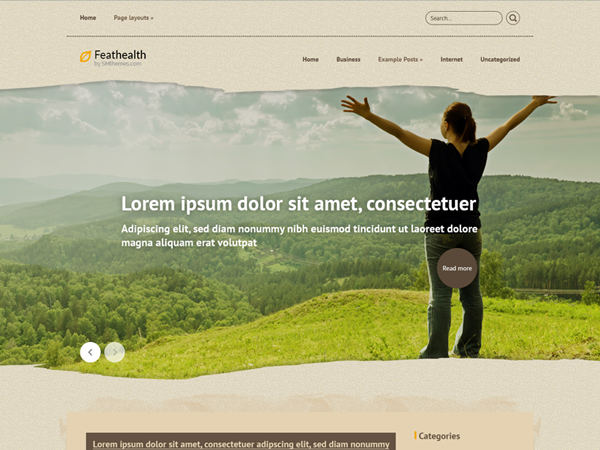 Home Page layouts »
Search...
Feathealth
by SMthemes.com
Home Business Example Posts » Internet Uncategorized
Lorem ipsum dolor sit amet, consectetuer
Adipiscing elit, sed diam nonummy nibh euismod tincidunt ut laoreet dolore
magna aliquam erat volutpat
Read more
Lorem ipsum dolor sit amet, consectetuer adipscing elit, sed diam nonummy
Categories